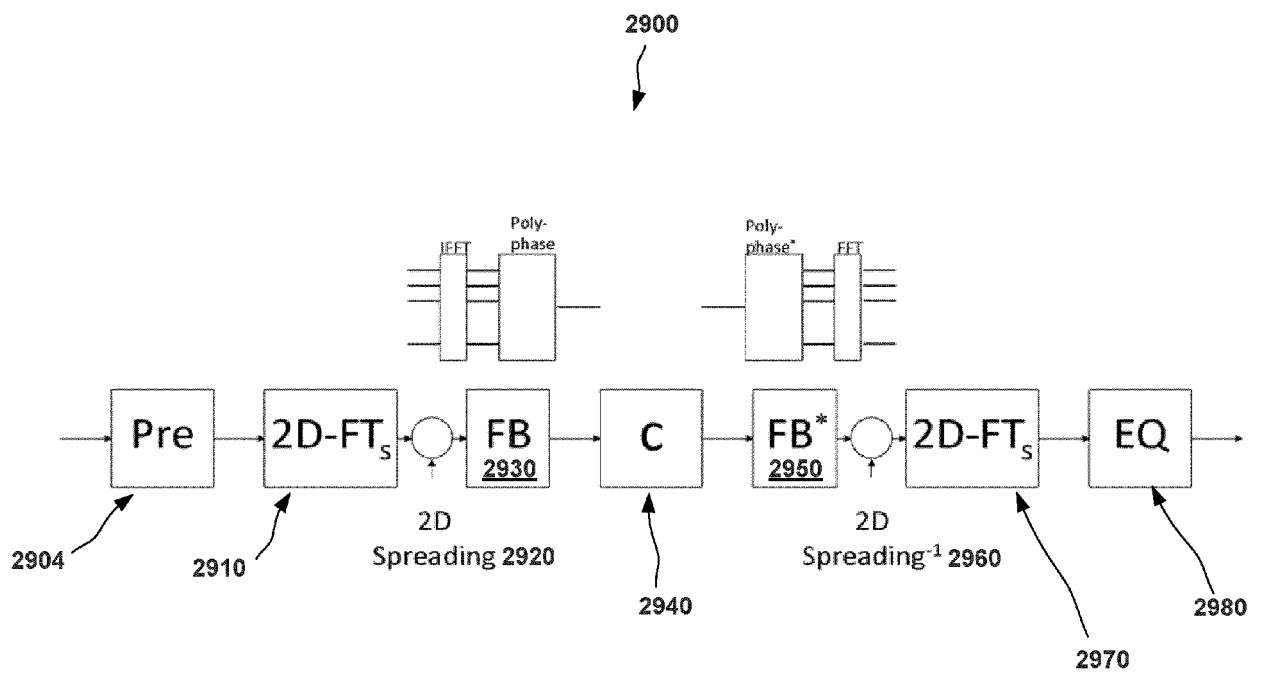 2900
Poly-
phase
IFFT
Poly-
phase*
FFT
Pre
2D-FTs
FB
2930
C
FB*
2950
2D-FTs
EQ
2D
Spreading 2920
2D
Spreading-1 2960
2904
2910
2940
2970
2980